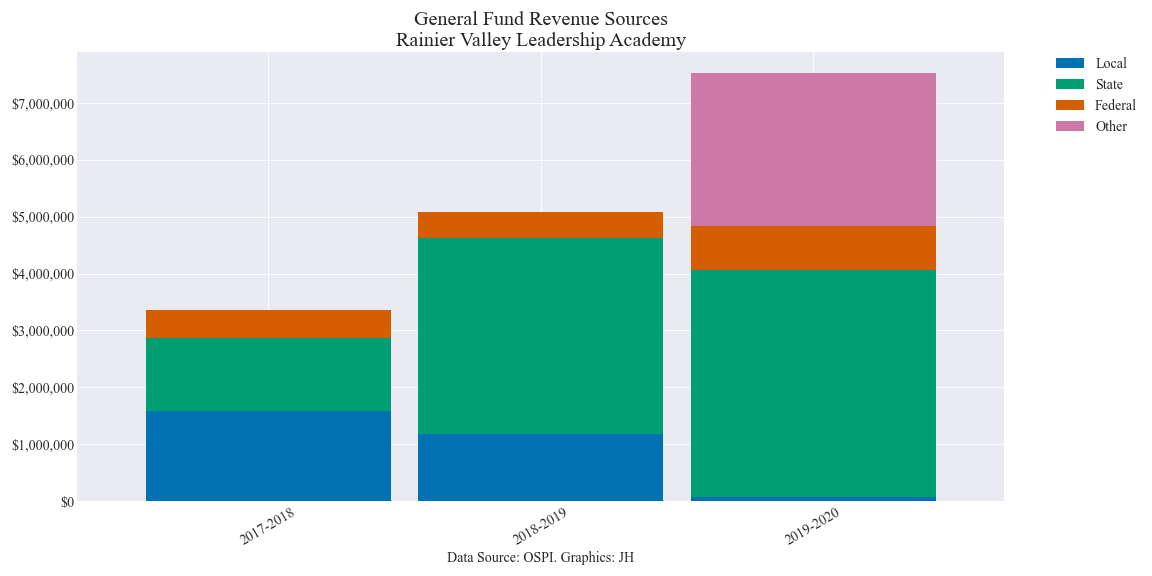 General Fund Revenue Sources
Rainier Valley Leadership Academy
Local
State
Federal
Other
$7,000,000
$6,000,000
$5,000,000
$4,000,000
$3,000,000
$2,000,000
$1,000,000
$0
2017-2018
2018-2019
2019-2020
Data Source: OSPI. Graphics: JH